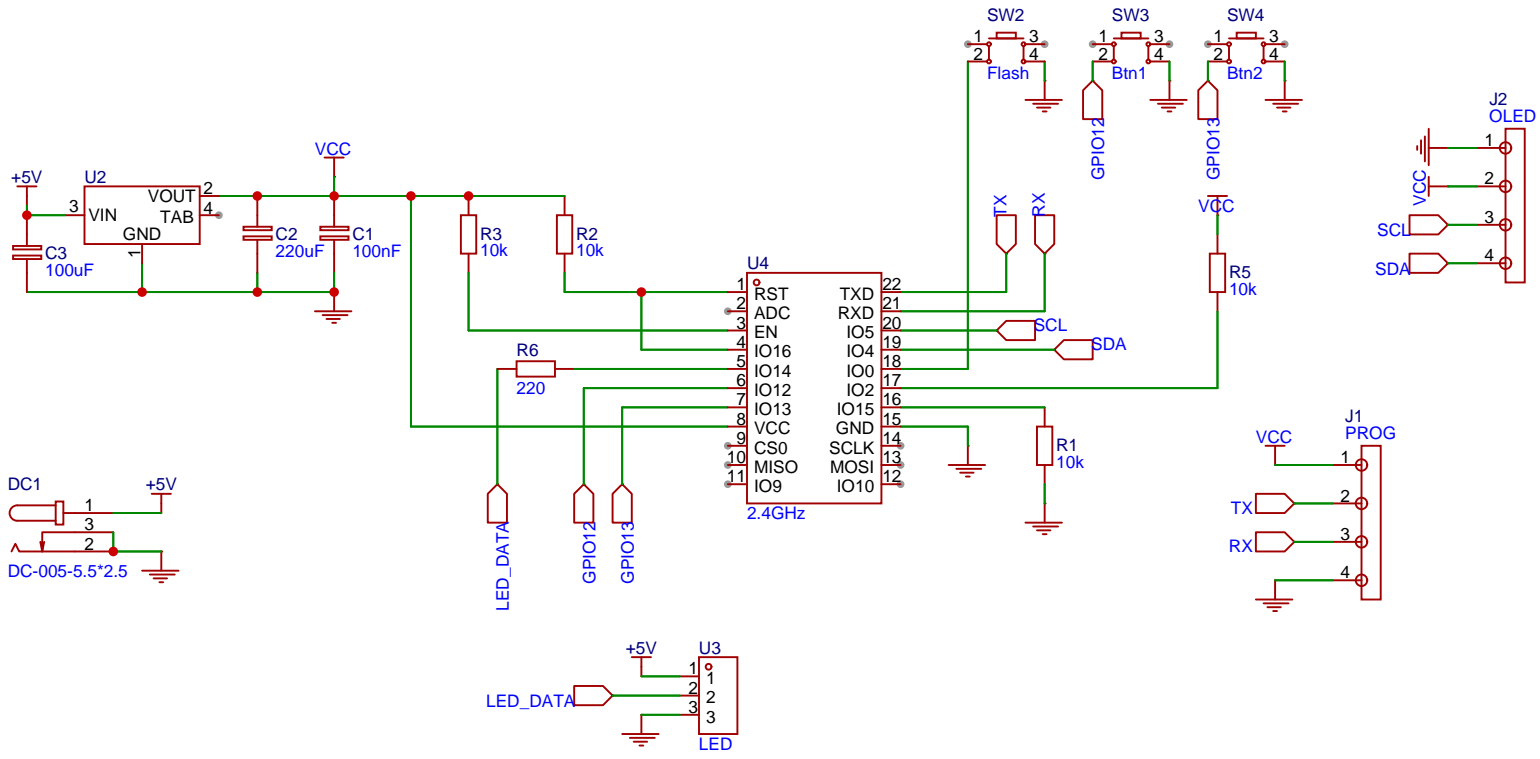 SW2
1 3
2 4
Flash
SW3
1 3
2 4
Btn1
GPIO12
SW4
1 3
2 4
Btn2
GPIO13
J2
OLED
1
VCC 2
SCL 3
SDA 4
VCC
+5V
U2
VOUT 2
3 VIN
TAB 4
GND
1
C3
100uF
C2
220uF
C1
100nF
R3
10k
R2
10k
TX
RX
VCC
R5
10k
U4
1 RST TXD 22
2 ADC RXD 21
3 EN IO5 20
4 IO16 IO4 19
5 IO14 IO0 18
6 IO12 IO2 17
7 IO13 IO15 16
8 VCC GND 15
9 CS0 SCLK 14
10 MISO MOSI 13
11 IO9 IO10 12
2.4GHz
SCL
SDA
R6
220
R1
10k
LED_DATA
GPIO12
GPIO13
J1
PROG
VCC
1
TX 2
RX 3
4
DC1
+5V
1
3
2
DC-005-5.5*2.5
+5V
U3
1 1
LED_DATA 2 2
3 3
LED